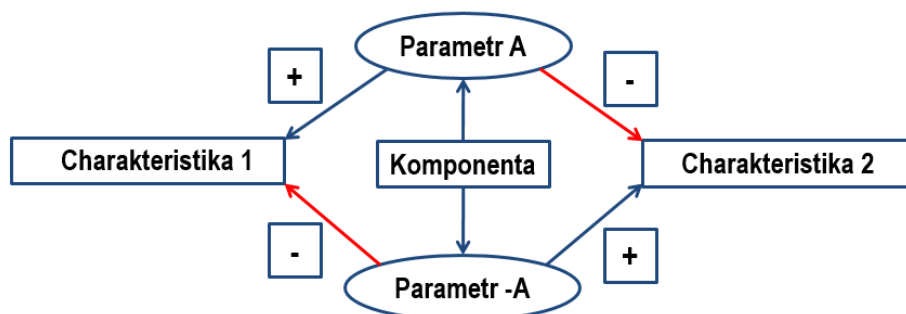 Parametr A
+
-
Charakteristika 1
Komponenta
Charakteristika 2
-
+
Parametr -A